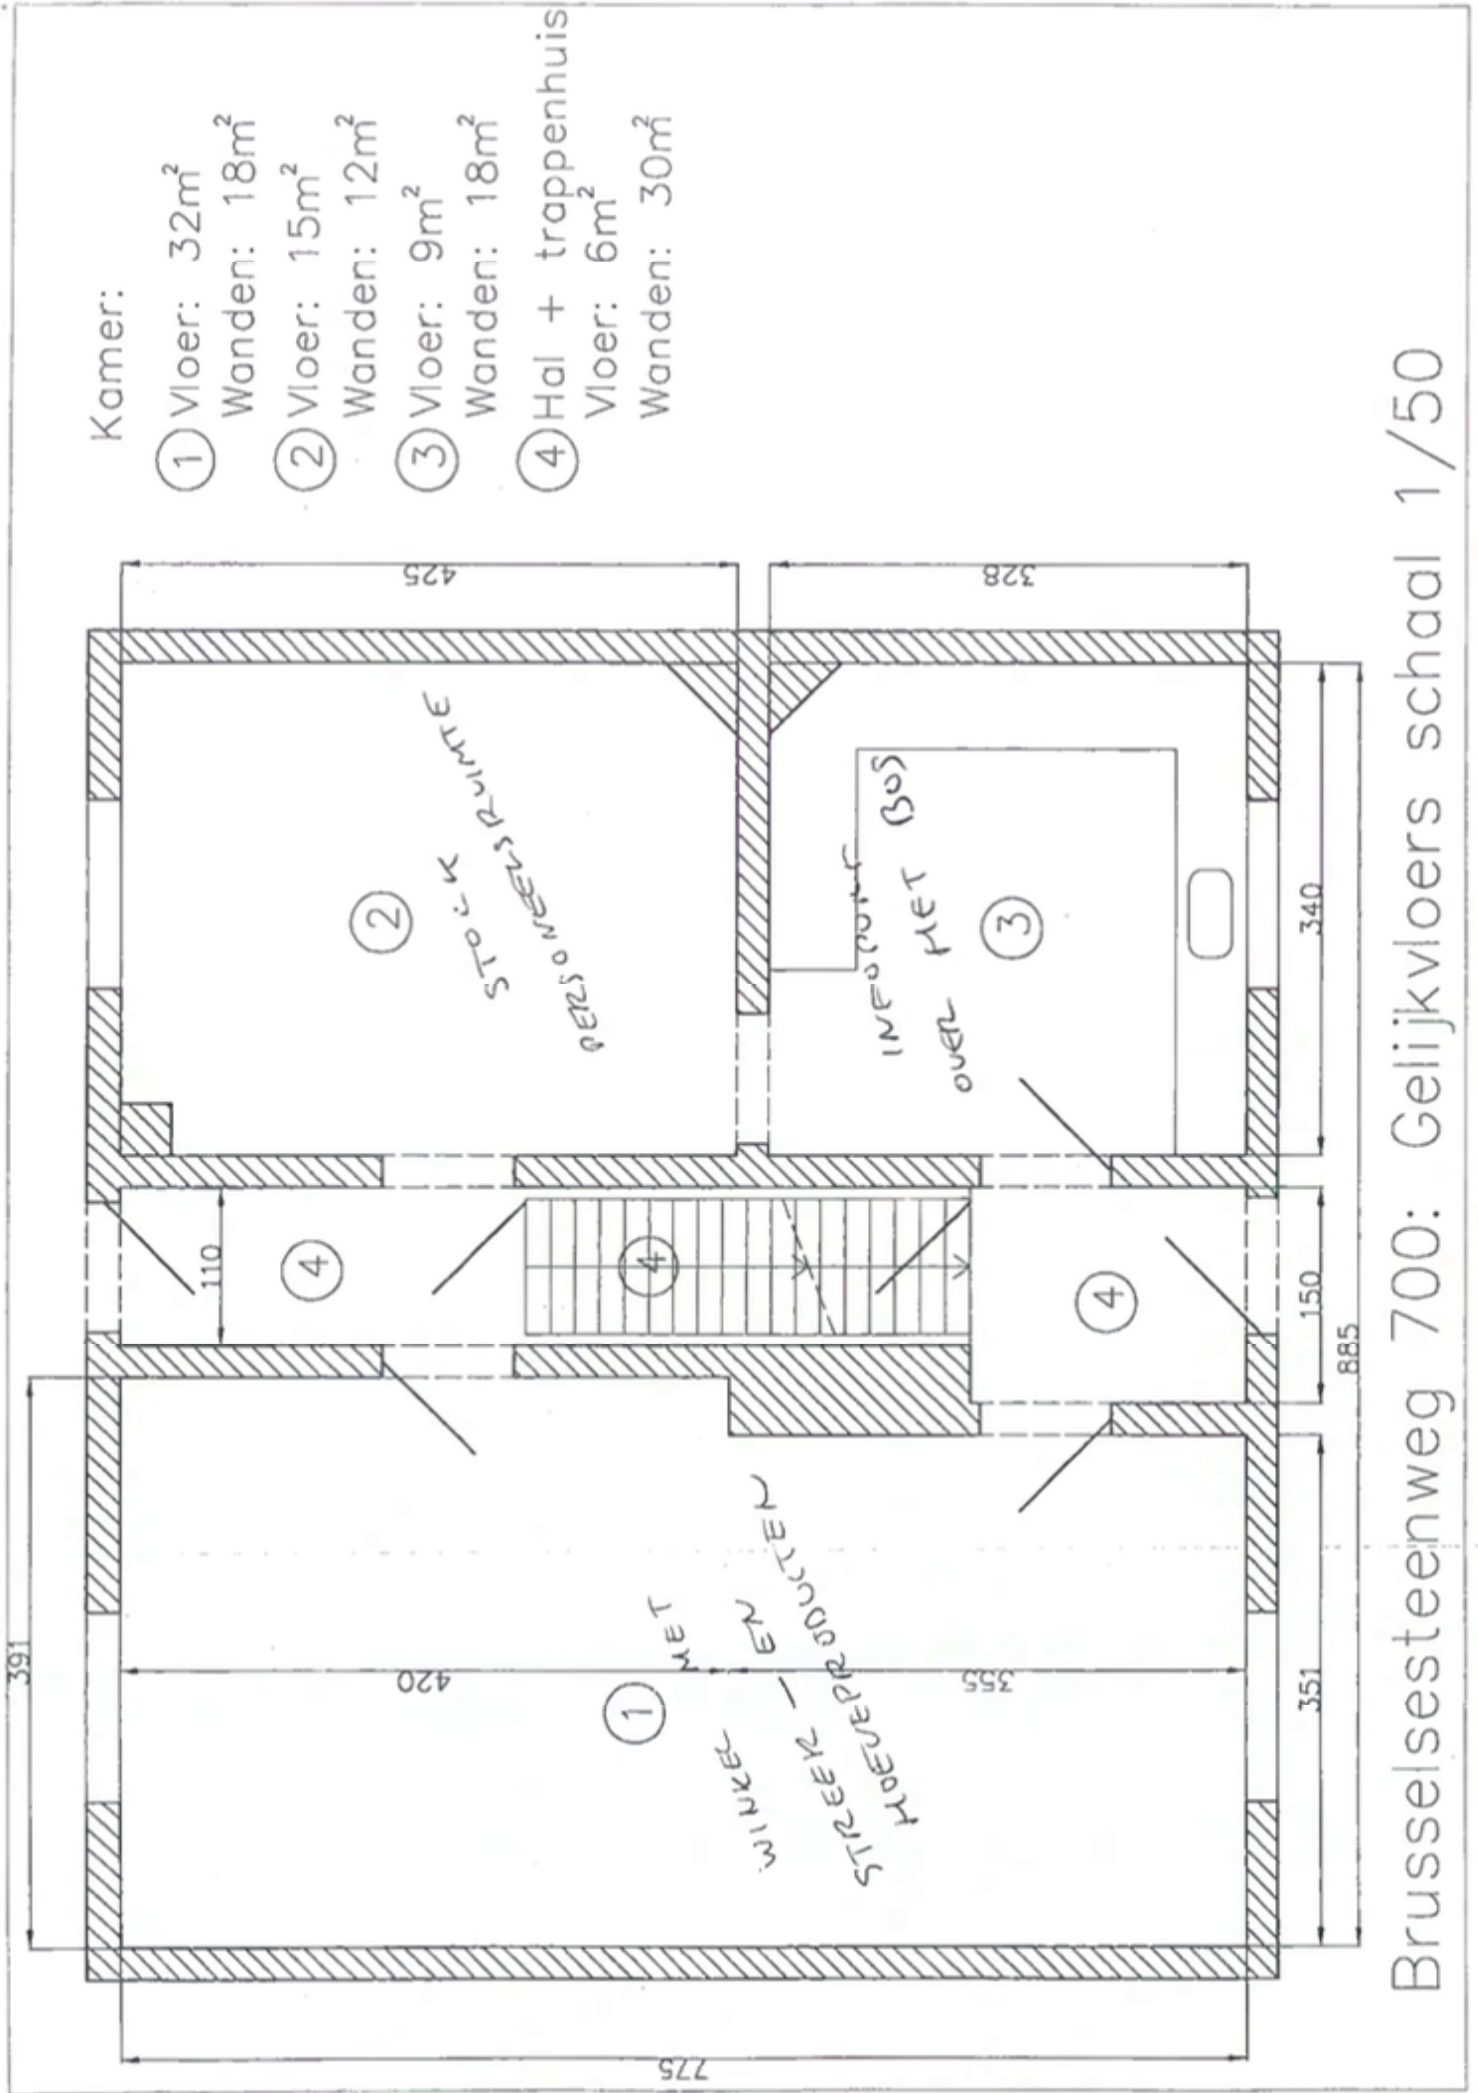 Kamer:
1 Vloer: 32m²
Wanden: 18m²
2 Vloer: 15m²
Wanden: 12m²
3 Vloer: 9m²
Wanden: 18m²
4 Hal + trappenhuis
Vloer: 6m²
Wanden: 30m²
391
775
420
355
1
WINKEL MET
STREEK - EN
HOEVEPRODUCTEN
110
4
4
4
2
STOCK
PERSONEELSRUIMTE
INFOPUNT
OVER HET BOS
3
425
328
351
150
340
885
Brusselsesteenweg 700: Gelijkvloers schaal 1/50